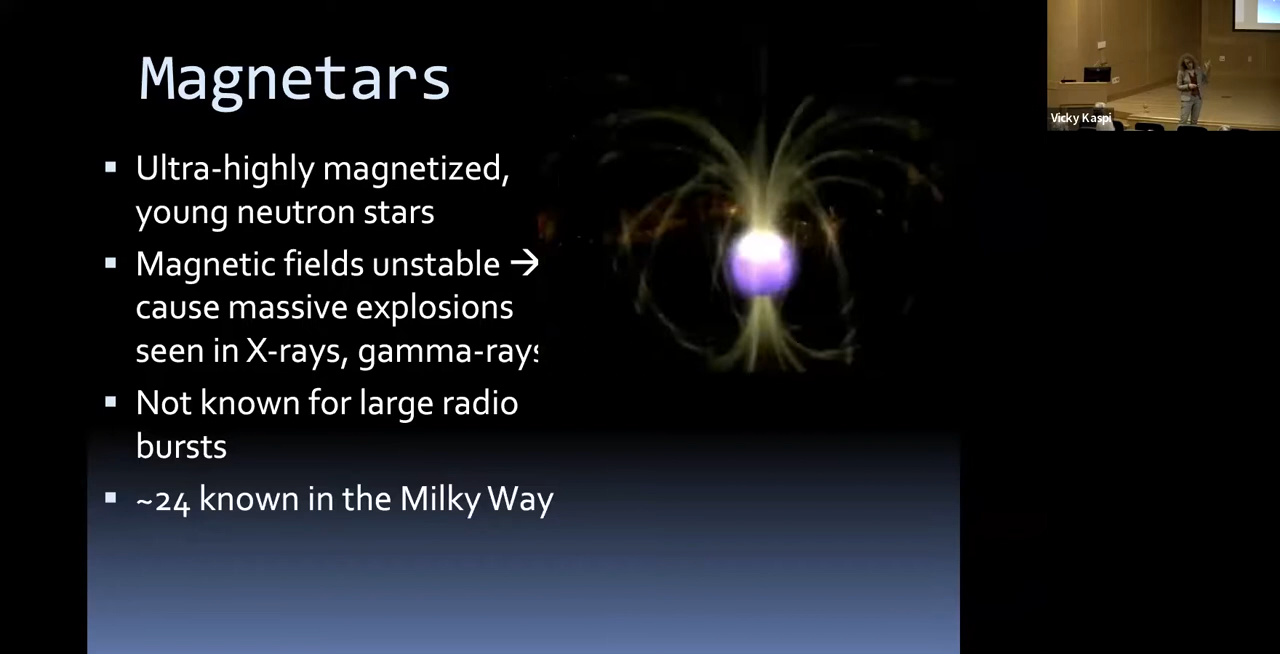 Magnetars
Vicky Kaspi
▪ Ultra-highly magnetized,
young neutron stars
▪ Magnetic fields unstable →
cause massive explosions
seen in X-rays, gamma-rays
▪ Not known for large radio
bursts
▪ ~24 known in the Milky Way